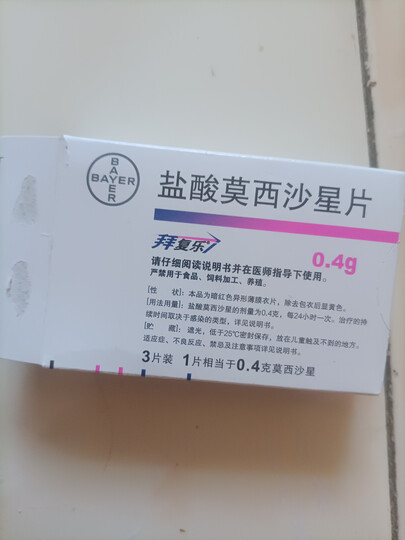 BAYER
BAYER
盐酸莫西沙星片
拜复乐
0.4g
请仔细阅读说明书并在医师指导下使用。
严禁用于食品、饲料加工、养殖。
[性　状]：本品为暗红色异形薄膜衣片，除去包衣后显黄色。
[用法用量]：盐酸莫西沙星的剂量为0.4克，每24小时一次，治疗的持
续时间取决于感染的类型，详见说明书。
[贮　藏]：遮光，低于25℃密封保存，放在儿童触及不到的地方。
适应症、不良反应、禁忌及注意事项详见说明书。
3片装 1片相当于0.4克莫西沙星